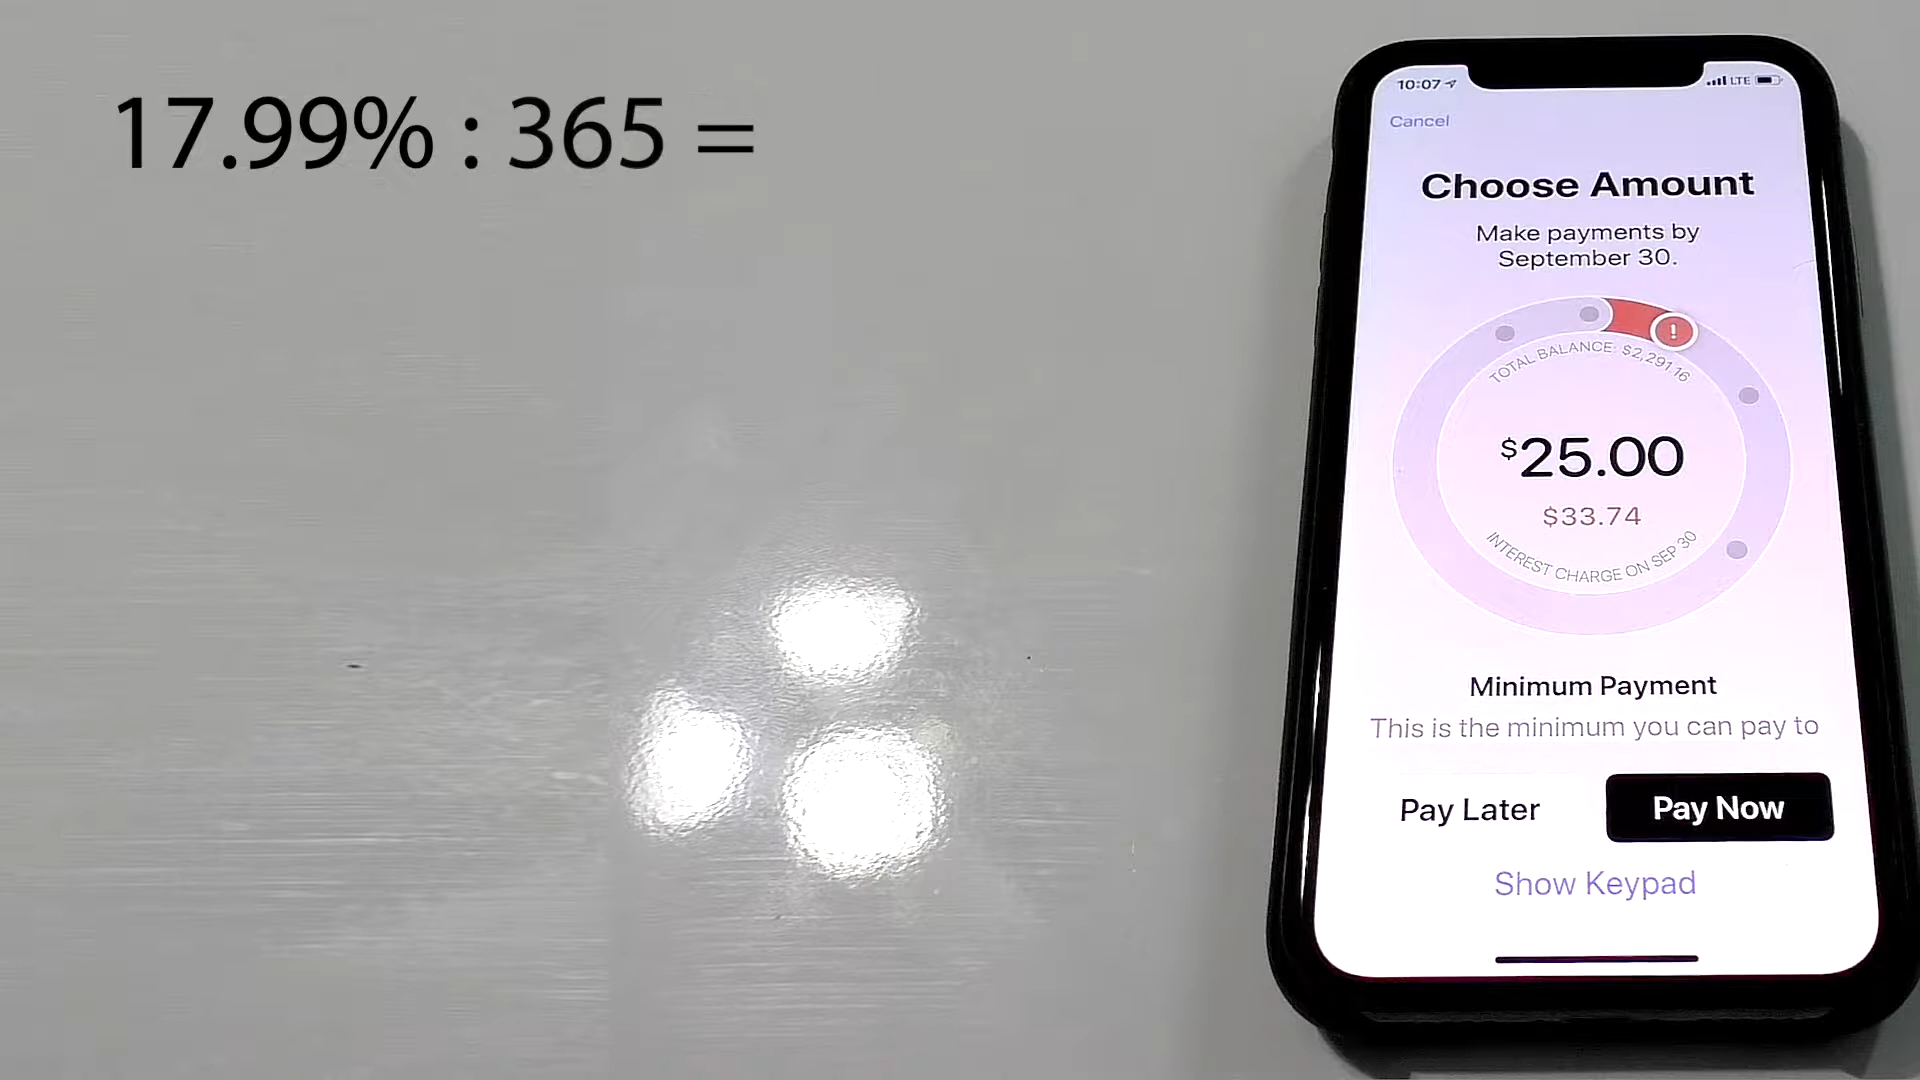 17.99% : 365 =
10:07
LTE
Cancel
Choose Amount
Make payments by
September 30.
TOTAL BALANCE: $2,291.16
!
$25.00
$33.74
INTEREST CHARGE ON SEP 30
Minimum Payment
This is the minimum you can pay to
Pay Later
Pay Now
Show Keypad